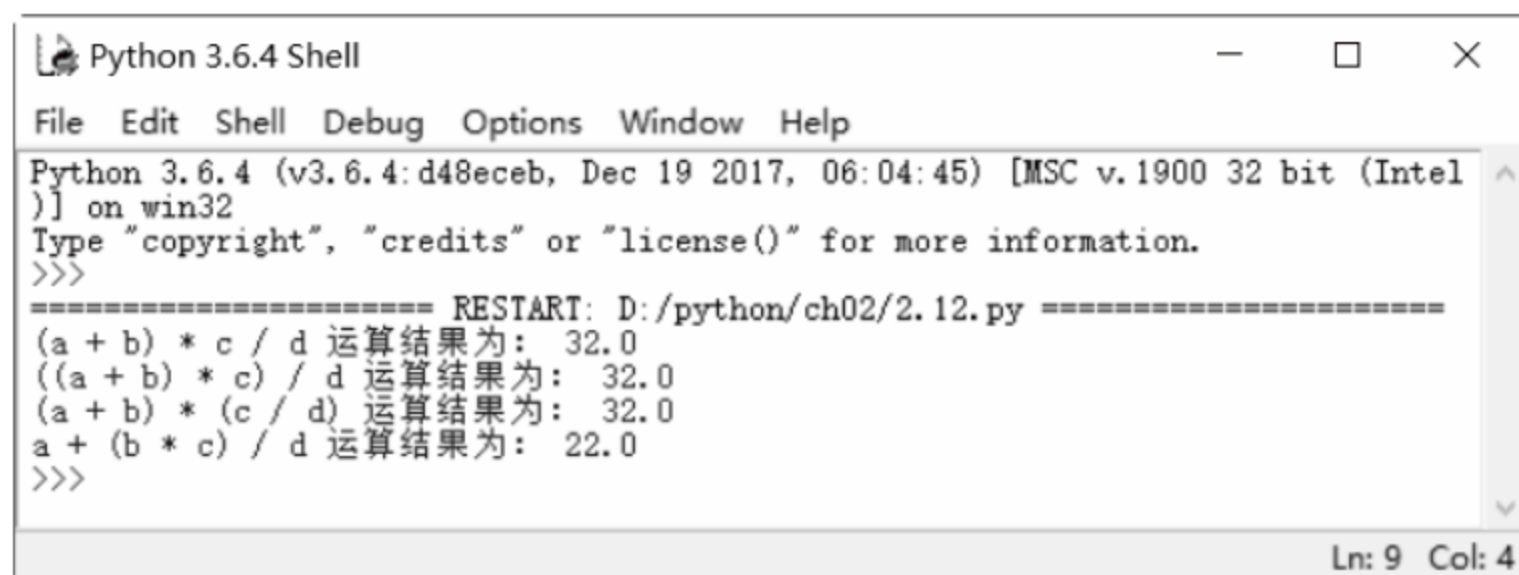 Python 3.6.4 Shell
File Edit Shell Debug Options Window Help
Python 3.6.4 (v3.6.4:d48eceb, Dec 19 2017, 06:04:45) [MSC v.1900 32 bit (Intel
)] on win32
Type "copyright", "credits" or "license()" for more information.
>>>
====================== RESTART: D:/python/ch02/2.12.py ======================
(a + b) * c / d 运算结果为: 32.0
((a + b) * c) / d 运算结果为: 32.0
(a + b) * (c / d) 运算结果为: 32.0
a + (b * c) / d 运算结果为: 22.0
>>>
Ln: 9 Col: 4